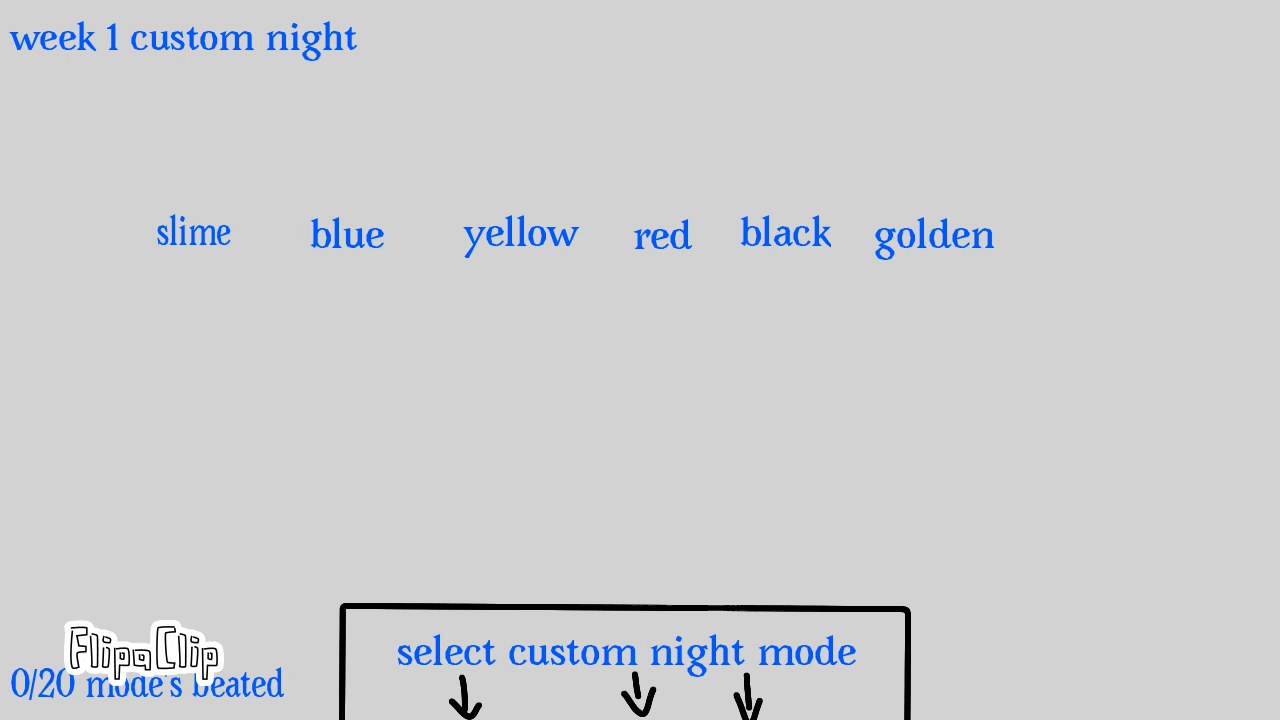 week 1 custom night
slime blue yellow red black golden
select custom night mode
FlipaClip
0/20 mode's beated